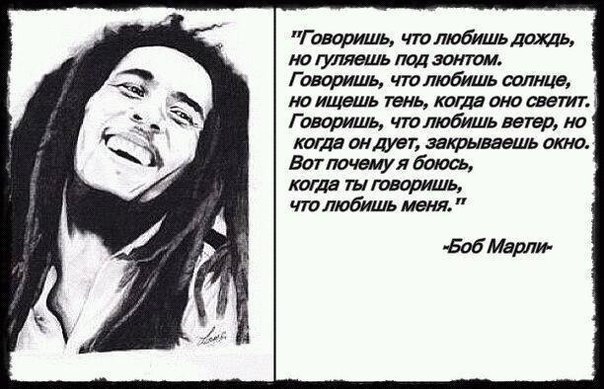 "Говоришь, что любишь дождь,
но гуляешь под зонтом.
Говоришь, что любишь солнце,
но ищешь тень, когда оно светит.
Говоришь, что любишь ветер, но
когда он дует, закрываешь окно.
Вот почему я боюсь,
когда ты говоришь,
что любишь меня."
-Боб Марли-